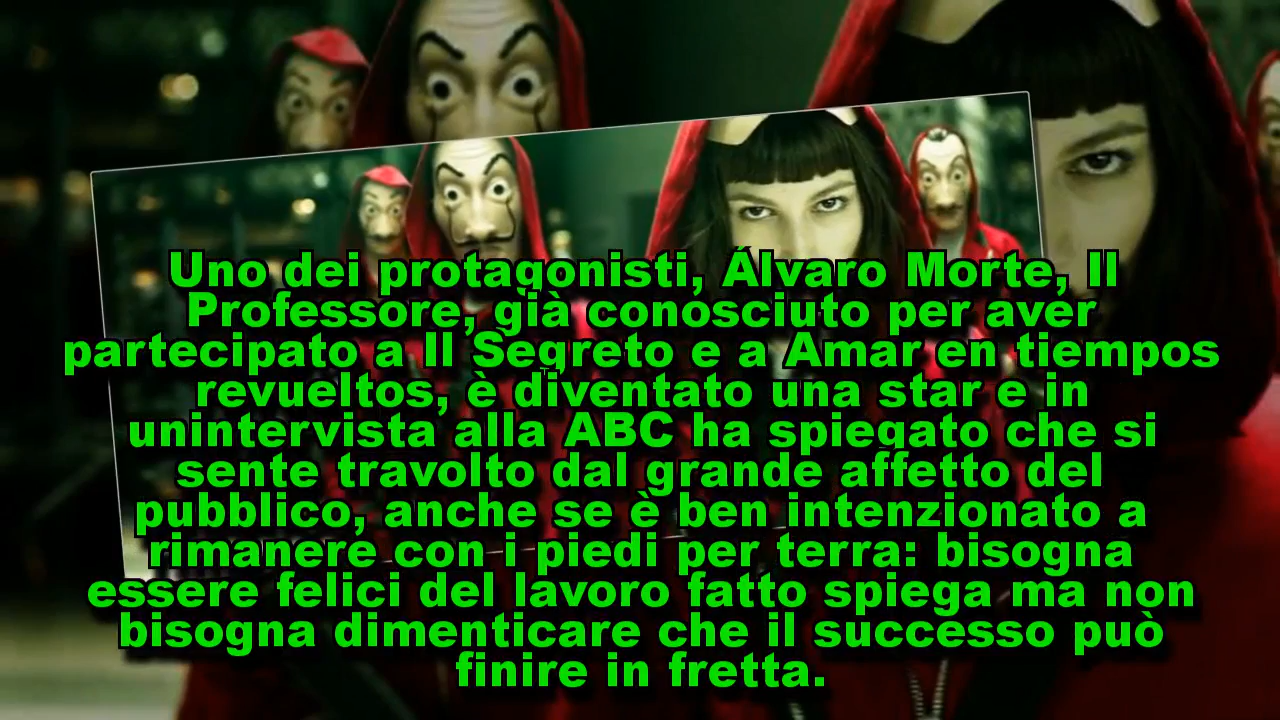 Uno dei protagonisti, Álvaro Morte, Il
Professore, già conosciuto per aver
partecipato a Il Segreto e a Amar en tiempos
revueltos, è diventato una star e in
unintervista alla ABC ha spiegato che si
sente travolto dal grande affetto del
pubblico, anche se è ben intenzionato a
rimanere con i piedi per terra: bisogna
essere felici del lavoro fatto spiega ma non
bisogna dimenticare che il successo può
finire in fretta.